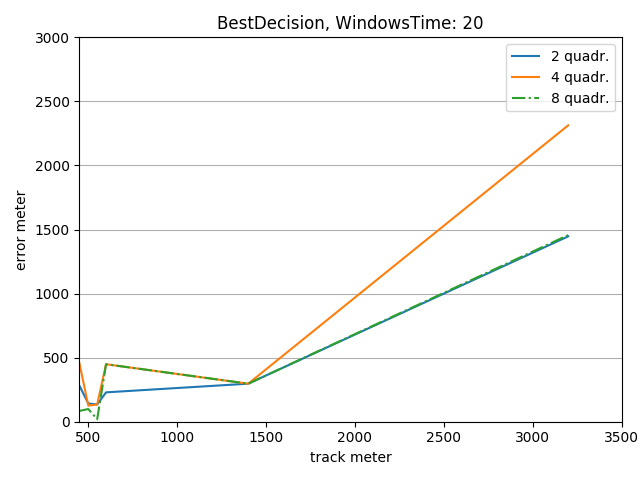 BestDecision, WindowsTime: 20
3000
2500
2000
1500
1000
500
0
error meter
2 quadr.
4 quadr.
8 quadr.
500 1000 1500 2000 2500 3000 3500
track meter